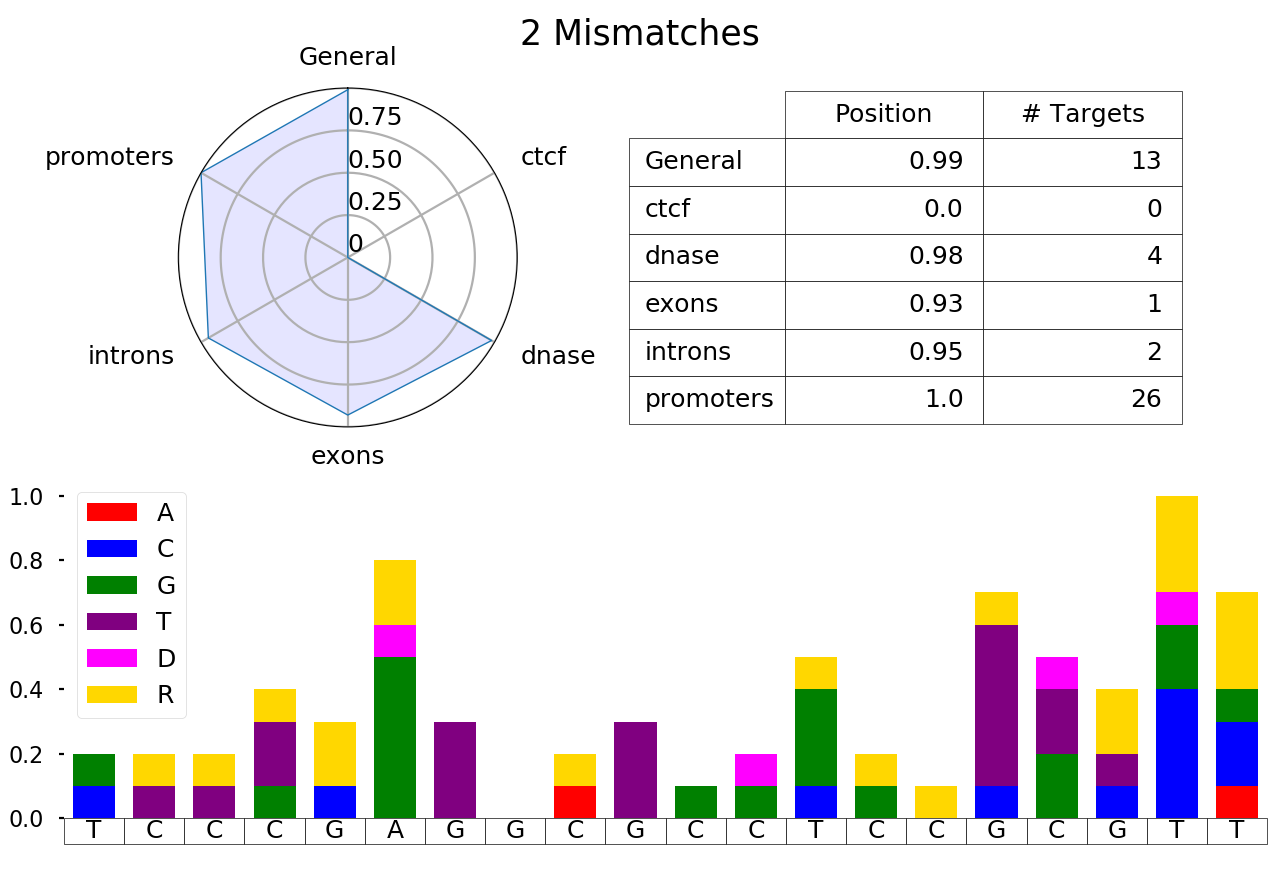 2 Mismatches
General
promoters
ctcf
introns
dnase
exons
0.75
0.50
0.25
0
Position # Targets
General 0.99 13
ctcf 0.0 0
dnase 0.98 4
exons 0.93 1
introns 0.95 2
promoters 1.0 26
1.0
0.8
0.6
0.4
0.2
0.0
A
C
G
T
D
R
T C C C G A G G C G C C T C C G C G T T